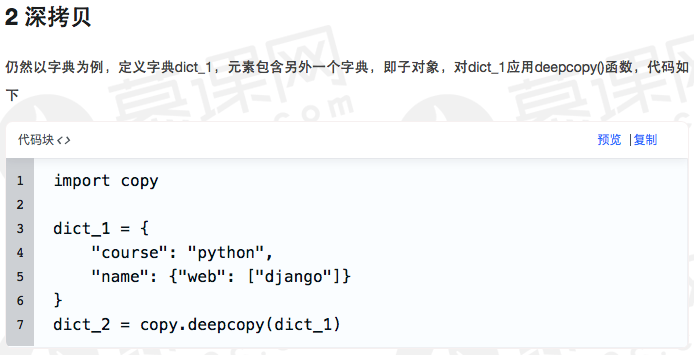 2 深拷贝
仍然以字典为例，定义字典dict_1，元素包含另外一个字典，即子对象，对dict_1应用deepcopy()函数，代码如
下
代码块<> 预览 |复制
1 import copy
2
3 dict_1 = {
4     "course": "python",
5     "name": {"web": ["django"]}
6 }
7 dict_2 = copy.deepcopy(dict_1)
慕课网